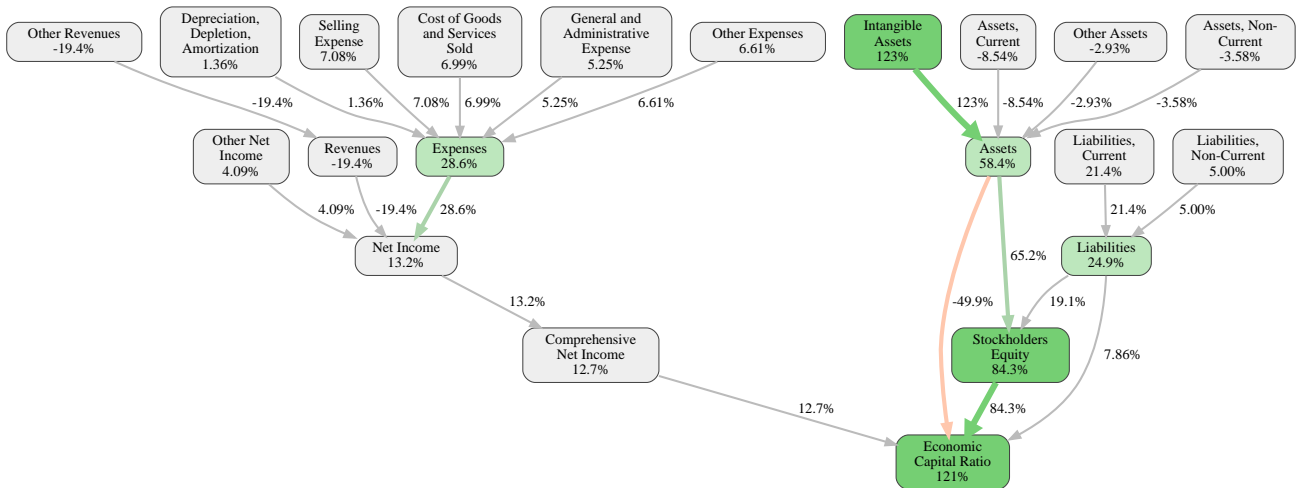 Other Revenues
-19.4%
Depreciation,
Depletion,
Amortization
1.36%
Selling
Expense
7.08%
Cost of Goods
and Services
Sold
6.99%
General and
Administrative
Expense
5.25%
Other Expenses
6.61%
Intangible
Assets
123%
Assets,
Current
-8.54%
Other Assets
-2.93%
Assets, Non-
Current
-3.58%
-19.4%
1.36%
7.08%
6.99%
5.25%
6.61%
123%
-8.54%
-2.93%
-3.58%
Other Net
Income
4.09%
Revenues
-19.4%
Expenses
28.6%
Assets
58.4%
Liabilities,
Current
21.4%
Liabilities,
Non-Current
5.00%
4.09%
-19.4%
28.6%
21.4%
5.00%
Net Income
13.2%
65.2%
Liabilities
24.9%
13.2%
-49.9%
19.1%
Comprehensive
Net Income
12.7%
Stockholders
Equity
84.3%
7.86%
12.7%
84.3%
Economic
Capital Ratio
121%